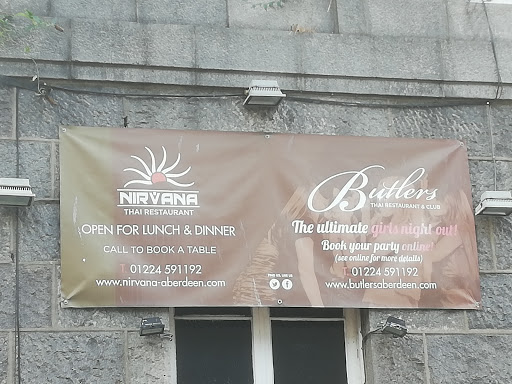 NIRVANA
THAI RESTAURANT
OPEN FOR LUNCH & DINNER
CALL TO BOOK A TABLE
T. 01224 591192
www.nirvana-aberdeen.com
Butlers
THAI RESTAURANT & CLUB
The ultimate girls night out!
Book your party online!
(see online for more details)
T. 01224 591192
www.butlersaberdeen.com